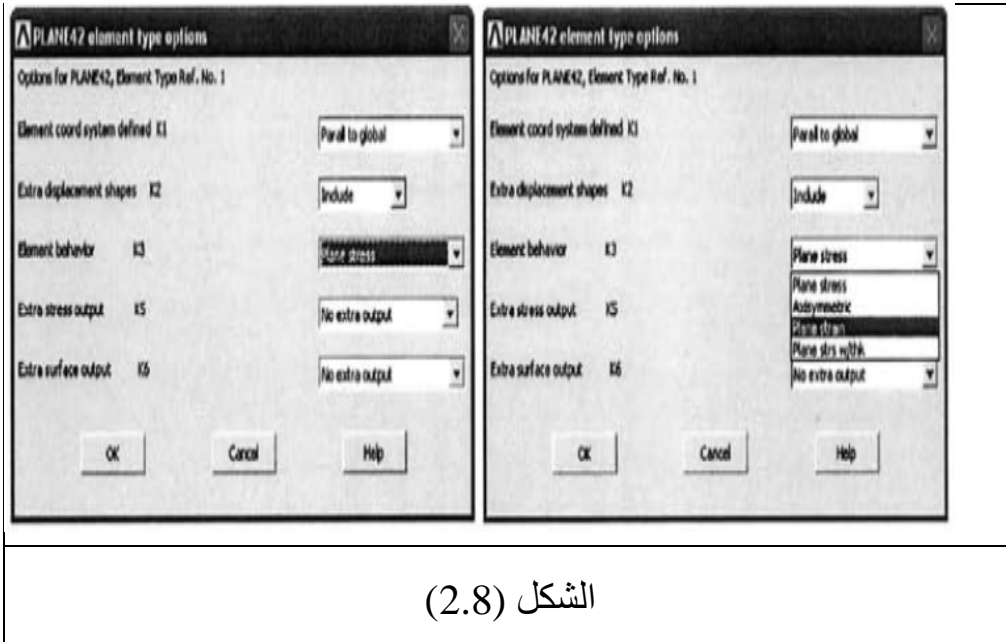 PLANE42 element type options
Options for PLANE42, Element Type Ref. No. 1
Element coord system defined K1
Parall to global
Extra displacement shapes K2
Include
Element behavior K3
Plane stress
Extra stress output K5
No extra output
Extra surface output K6
No extra output
OK Cancel Help
PLANE42 element type options
Options for PLANE42, Element Type Ref. No. 1
Element coord system defined K1
Parall to global
Extra displacement shapes K2
Include
Element behavior K3
Plane stress
Plane stress
Axisymmetric
Plane strain
Plane strs w/thk
Extra stress output K5
Extra surface output K6
No extra output
OK Cancel Help
الشكل (2.8)